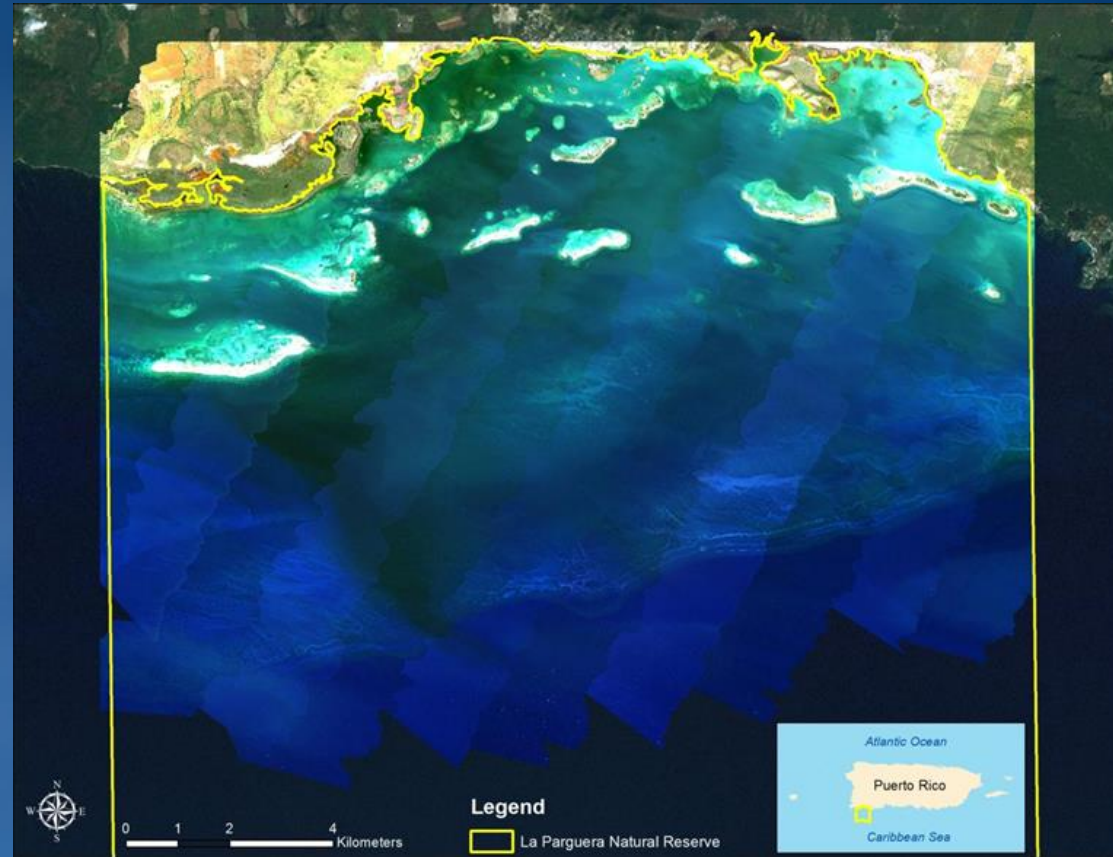 Atlantic Ocean
Puerto Rico
Caribbean Sea
N
W E
S
0 1 2 4
Kilometers
Legend
La Parguera Natural Reserve